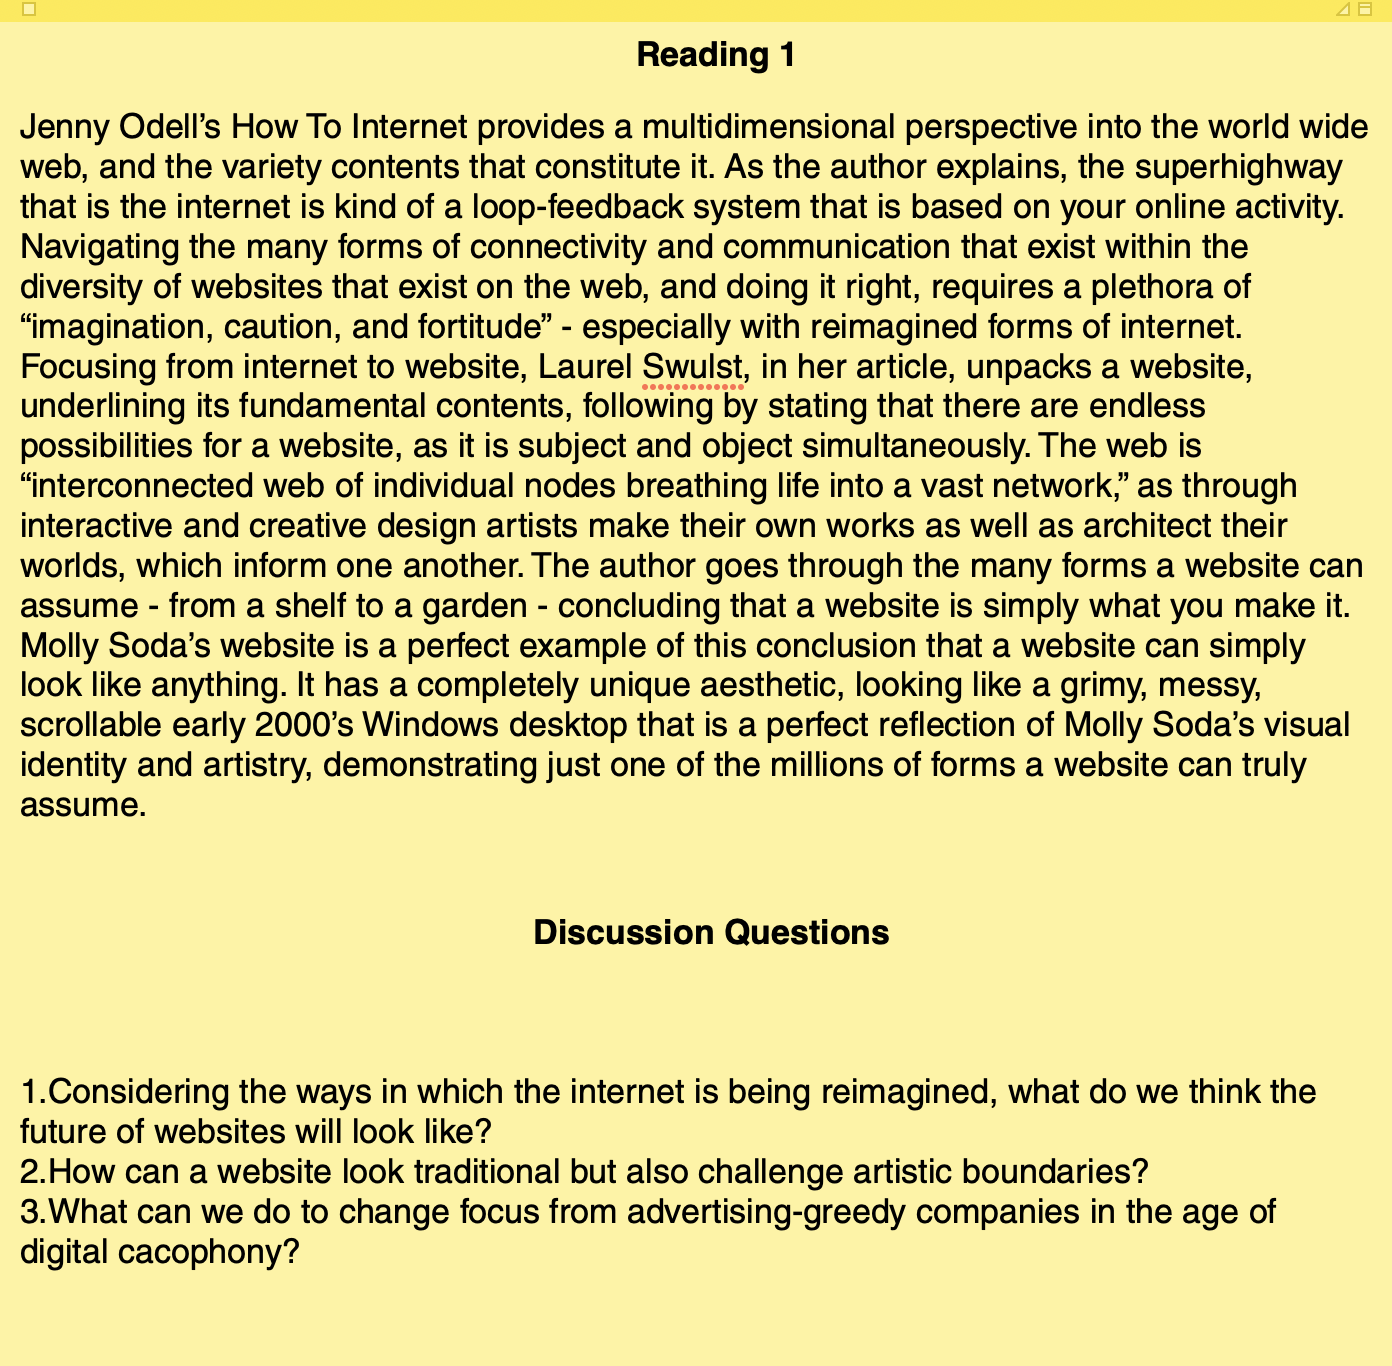 Reading 1
Jenny Odell’s How To Internet provides a multidimensional perspective into the world wide
web, and the variety contents that constitute it. As the author explains, the superhighway
that is the internet is kind of a loop-feedback system that is based on your online activity.
Navigating the many forms of connectivity and communication that exist within the
diversity of websites that exist on the web, and doing it right, requires a plethora of
“imagination, caution, and fortitude” - especially with reimagined forms of internet.
Focusing from internet to website, Laurel Swulst, in her article, unpacks a website,
underlining its fundamental contents, following by stating that there are endless
possibilities for a website, as it is subject and object simultaneously. The web is
“interconnected web of individual nodes breathing life into a vast network,” as through
interactive and creative design artists make their own works as well as architect their
worlds, which inform one another. The author goes through the many forms a website can
assume - from a shelf to a garden - concluding that a website is simply what you make it.
Molly Soda’s website is a perfect example of this conclusion that a website can simply
look like anything. It has a completely unique aesthetic, looking like a grimy, messy,
scrollable early 2000’s Windows desktop that is a perfect reflection of Molly Soda’s visual
identity and artistry, demonstrating just one of the millions of forms a website can truly
assume.
Discussion Questions
1.Considering the ways in which the internet is being reimagined, what do we think the
future of websites will look like?
2.How can a website look traditional but also challenge artistic boundaries?
3.What can we do to change focus from advertising-greedy companies in the age of
digital cacophony?